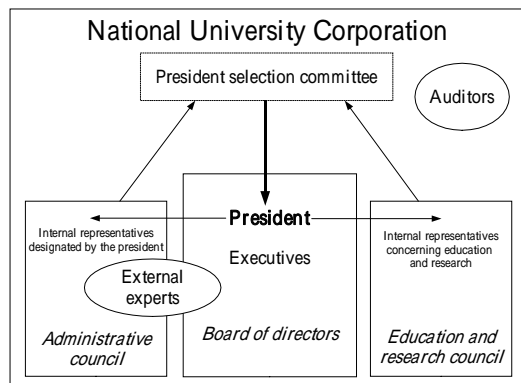 National University Corporation
President selection committee
Auditors
Internal representatives
designated by the president
President
Executives
Internal representatives
concerning education
and research
External
experts
Administrative
council
Board of directors
Education and
research council